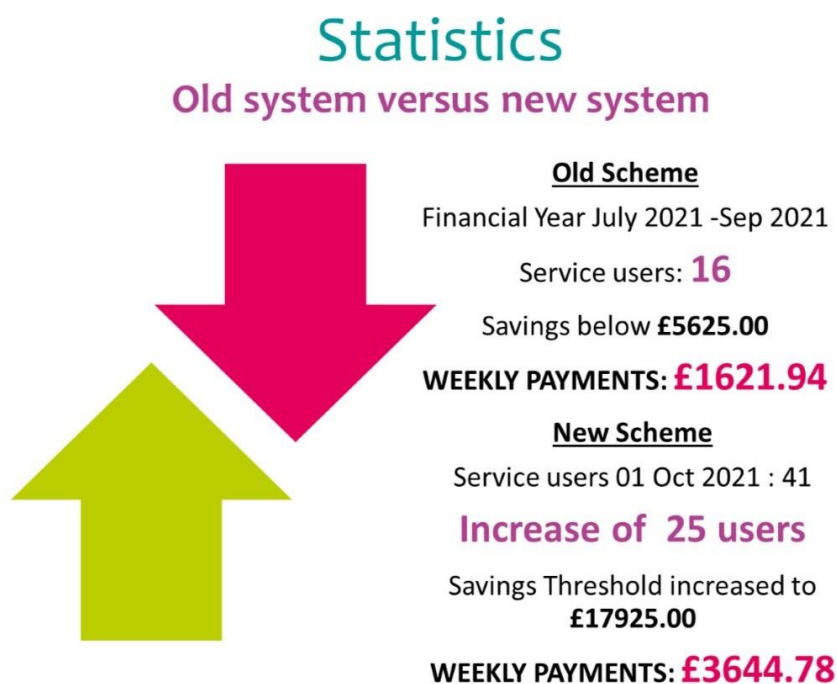 Statistics
Old system versus new system
Old Scheme
Financial Year July 2021 -Sep 2021
Service users: 16
Savings below £5625.00
WEEKLY PAYMENTS: £1621.94
New Scheme
Service users 01 Oct 2021 : 41
Increase of 25 users
Savings Threshold increased to
£17925.00
WEEKLY PAYMENTS: £3644.78